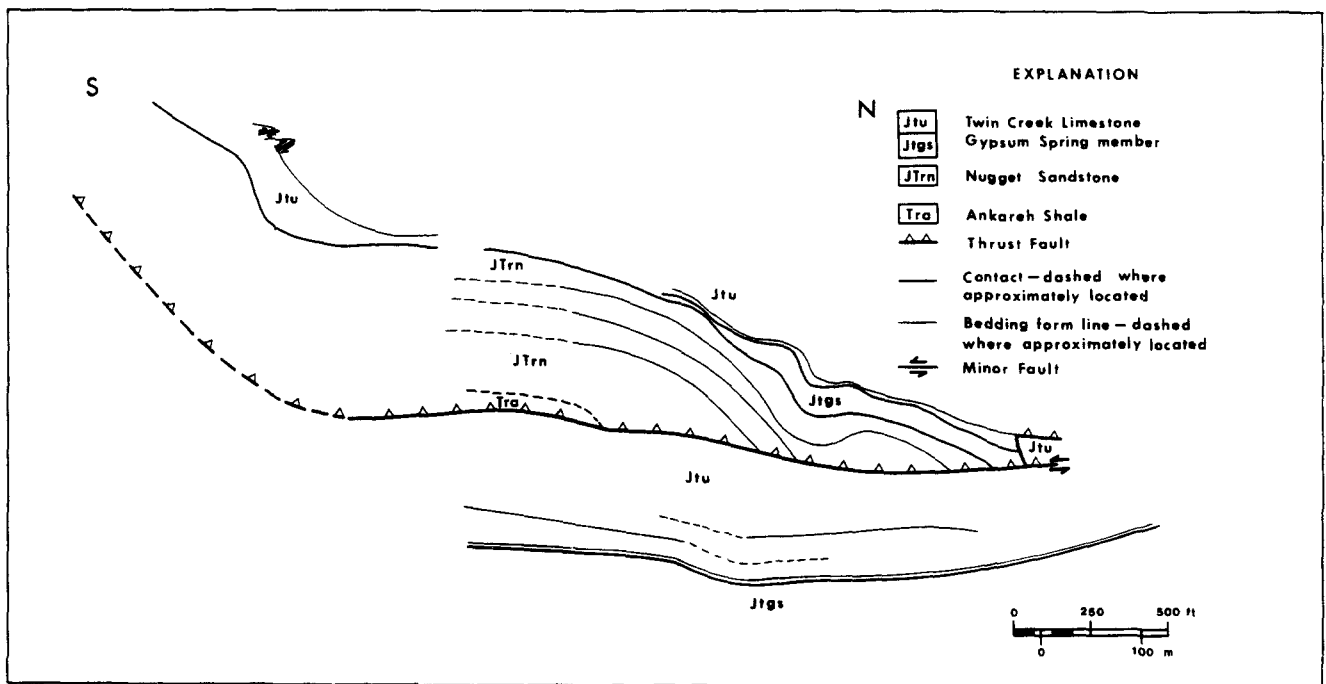 S
N
Jtu
JTrn
Jtu
JTrn
Tra
Jtgs
Jtu
Jtu
Jtgs
EXPLANATION
Jtu Twin Creek Limestone
Jtgs Gypsum Spring member
JTrn Nugget Sandstone
Tra Ankareh Shale
Thrust Fault
Contact — dashed where
approximately located
Bedding form line — dashed
where approximately located
Minor Fault
0 250 500 ft
0 100 m